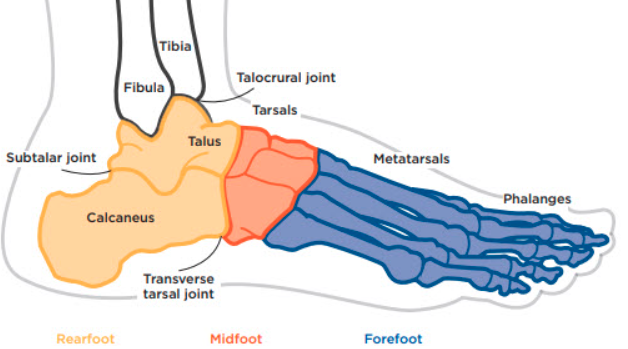 Tibia
Fibula
Talocrural joint
Tarsals
Talus
Subtalar joint
Metatarsals
Phalanges
Calcaneus
Transverse
tarsal joint
Rearfoot
Midfoot
Forefoot